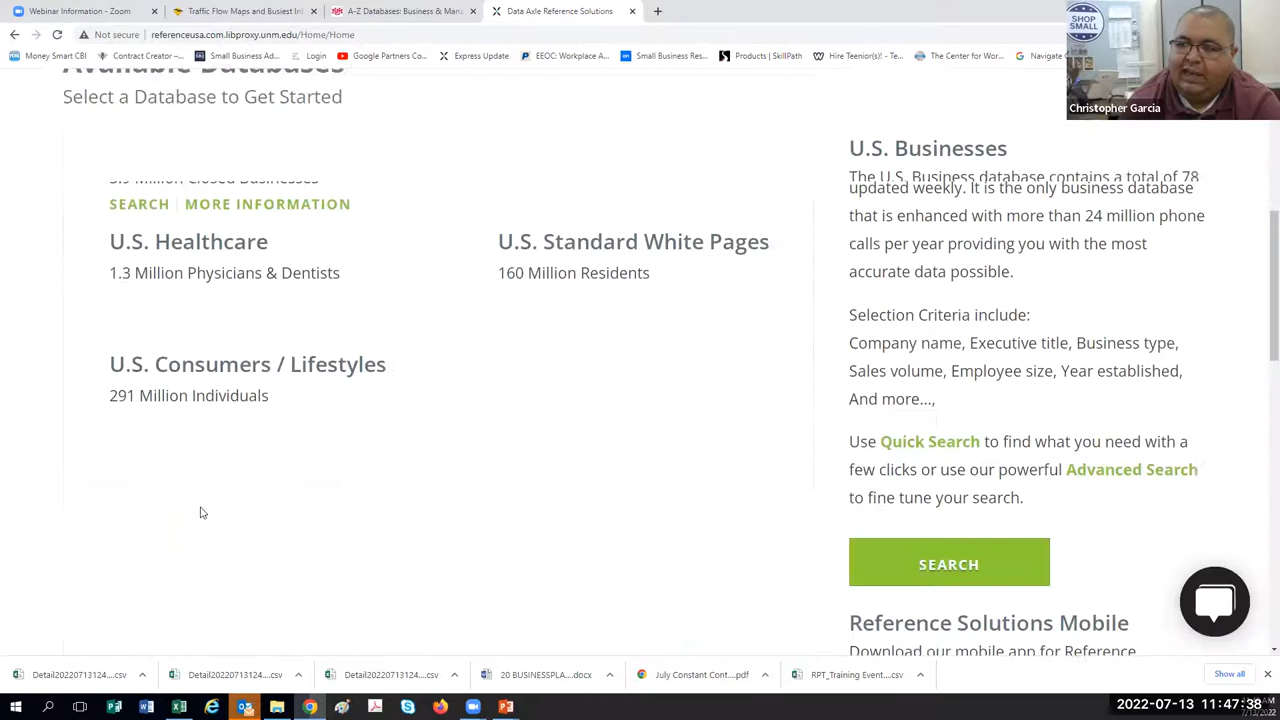 Webinar Information - Zoom
Traffic Flow Maps and Busiest In
A-Z Databases: Business & Mana
Data Axle Reference Solutions
Not secure
referenceusa.com.libproxy.unm.edu/Home/Home
Money Smart CBI
Contract Creator –...
Small Business Ad...
Login
Google Partners Co...
Express Update
EEOC: Workplace A...
Small Business Res...
Products | SkillPath
Hire Teenior(s)! - Te...
The Center for Wor...
Navigate
SHOP
SMALL
Christopher Garcia
Available Databases
Select a Database to Get Started
3.9 Million Closed Businesses
SEARCH | MORE INFORMATION
U.S. Healthcare
1.3 Million Physicians & Dentists
U.S. Standard White Pages
160 Million Residents
U.S. Consumers / Lifestyles
291 Million Individuals
U.S. Businesses
The U.S. Business database contains a total of 78
updated weekly. It is the only business database
that is enhanced with more than 24 million phone
calls per year providing you with the most
accurate data possible.
Selection Criteria include:
Company name, Executive title, Business type,
Sales volume, Employee size, Year established,
And more...,
Use Quick Search to find what you need with a
few clicks or use our powerful Advanced Search
to fine tune your search.
SEARCH
Reference Solutions Mobile
Download our mobile app for Reference
Detail20220713124....csv
Detail20220713124....csv
Detail20220713124....csv
20 BUSINESSPLA....docx
July Constant Cont....pdf
RPT_Training Event....csv
Show all
2022-07-13 11:47:38